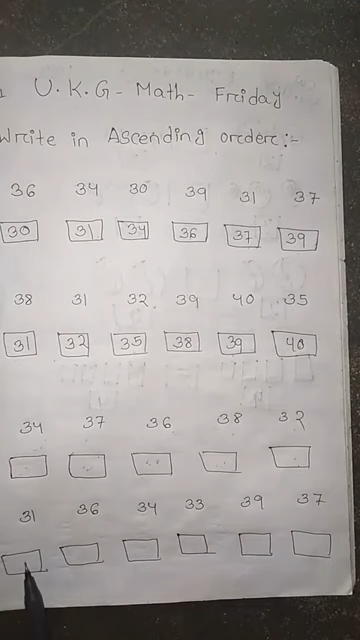 U.K.G - Math - Friday
Write in Ascending order:-
36 34 30 39 31 37
30 31 34 36 37 39
38 31 32 39 40 35
31 32 35 38 39 40
34 37 36 38 32
31 36 34 33 39 37